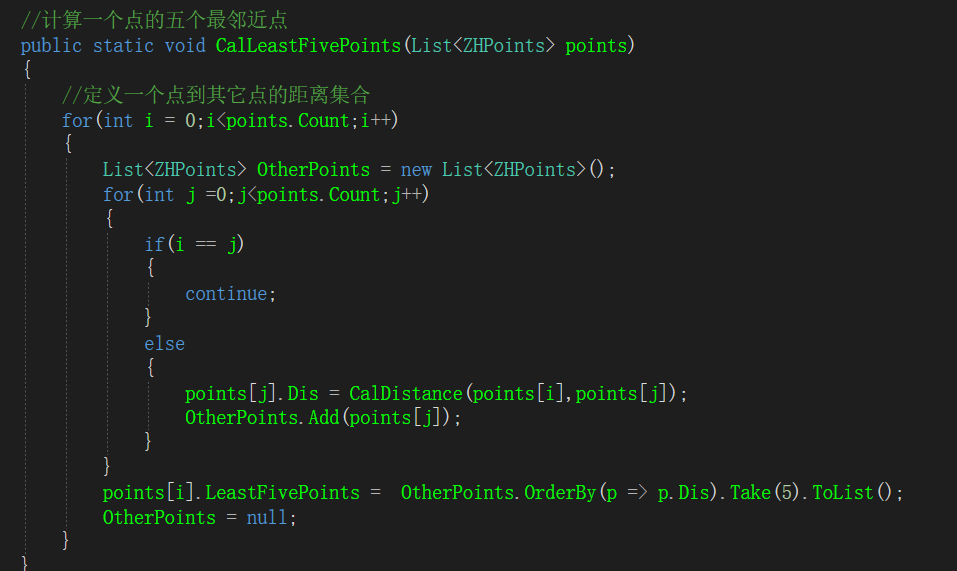 //计算一个点的五个最邻近点
public static void CalLeastFivePoints(List<ZHPoints> points)
{
//定义一个点到其它点的距离集合
for(int i = 0;i<points.Count;i++)
{
List<ZHPoints> OtherPoints = new List<ZHPoints>();
for(int j =0;j<points.Count;j++)
{
if(i == j)
{
continue;
}
else
{
points[j].Dis = CalDistance(points[i],points[j]);
OtherPoints.Add(points[j]);
}
}
points[i].LeastFivePoints =  OtherPoints.OrderBy(p => p.Dis).Take(5).ToList();
OtherPoints = null;
}
}